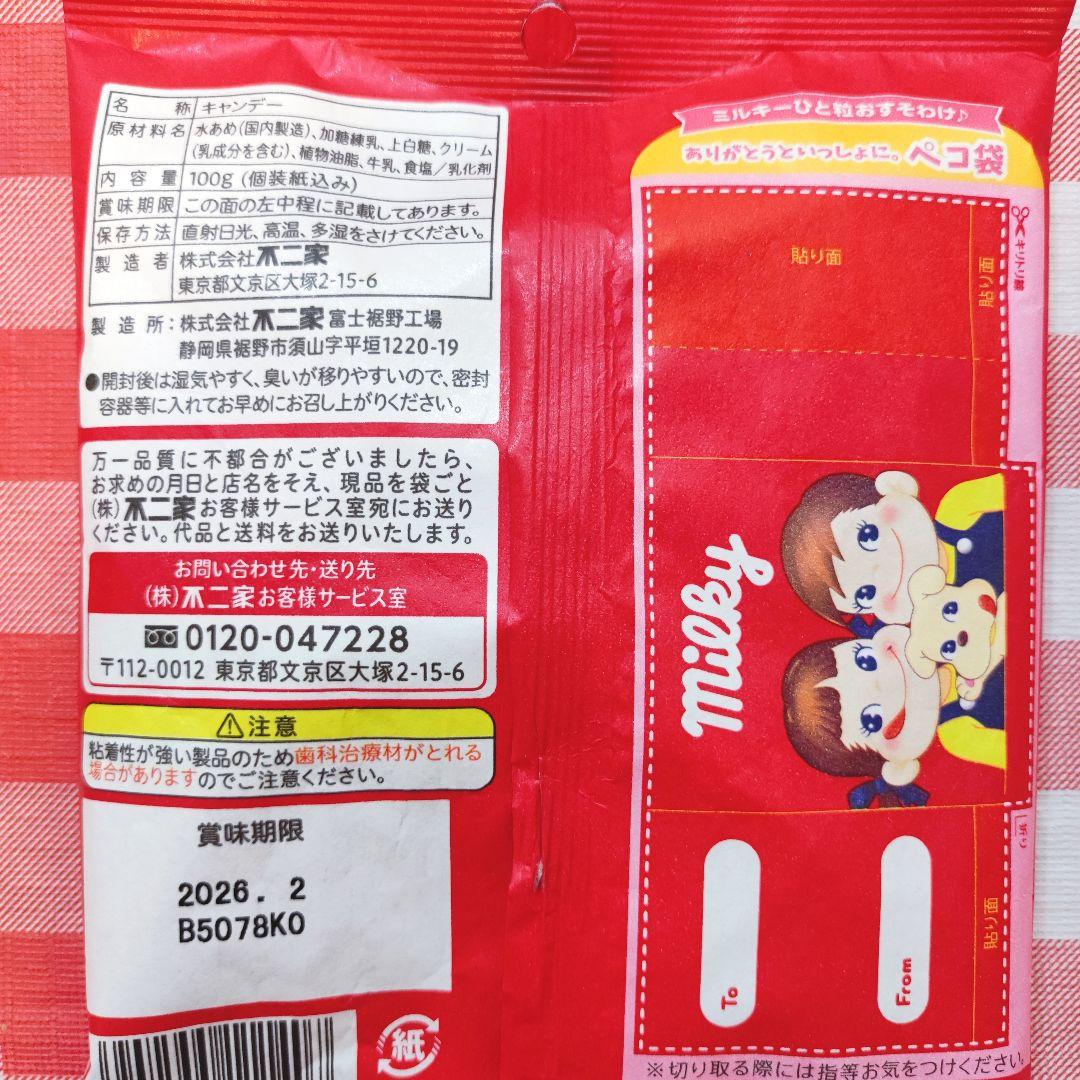 名称 キャンデー
原材料名 水あめ(国内製造)、加糖練乳、上白糖、クリーム
(乳成分を含む)、植物油脂、牛乳、食塩／乳化剤
内容量 100g (個装紙込み)
賞味期限 この面の左中程に記載してあります。
保存方法 直射日光、高温、多湿をさけてください。
製造者 株式会社不二家
東京都文京区大塚2-15-6
製造所：株式会社不二家富士裾野工場
静岡県裾野市須山字平垣1220-19
●開封後は湿気やすく、臭いが移りやすいので、密封
容器等に入れてお早めにお召し上がりください。
万一品質に不都合がございましたら、
お求めの月日と店名をそえ、現品を袋ごと
(株)不二家お客様サービス室宛にお送り
ください。代品と送料をお送りいたします。
お問い合わせ先・送り先
(株)不二家お客様サービス室
0120-047228
〒112-0012 東京都文京区大塚2-15-6
⚠注意
粘着性が強い製品のため歯科治療材がとれる
場合がありますのでご注意ください。
賞味期限
2026. 2
B5078K0
紙
ミルキーひと粒おすそわけ♪
ありがとうといっしょに。ペコ袋
キリトリ線
貼り面
貼り面
Milky
折り
貼り面
To
From
※切り取る際には指等お気をつけください。